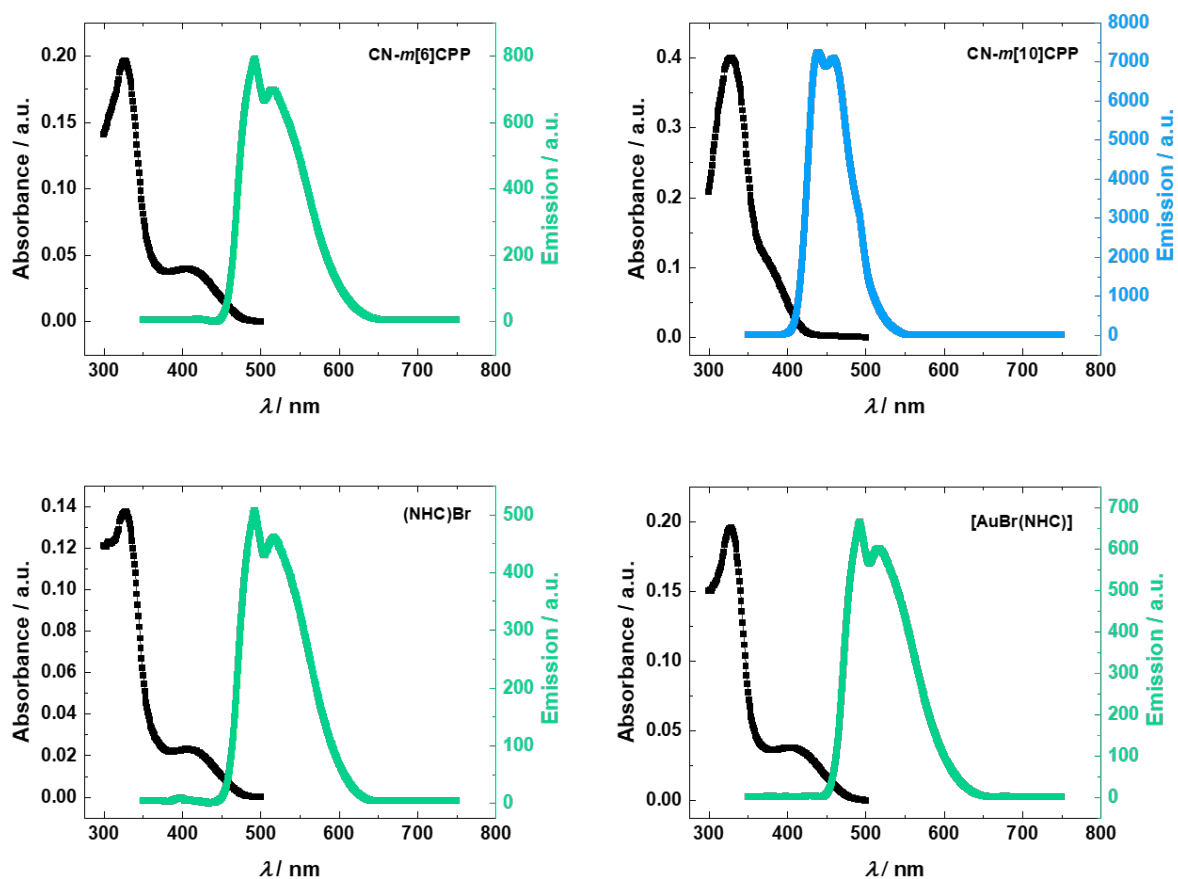 CN-m[6]CPP
0.20
0.15
0.10
0.05
0.00
Absorbance / a.u.
800
600
400
200
0
Emission / a.u.
300 400 500 600 700 800
λ / nm
CN-m[10]CPP
0.4
0.3
0.2
0.1
0.0
Absorbance / a.u.
8000
7000
6000
5000
4000
3000
2000
1000
0
Emission / a.u.
300 400 500 600 700 800
λ / nm
(NHC)Br
0.14
0.12
0.10
0.08
0.06
0.04
0.02
0.00
Absorbance / a.u.
500
400
300
200
100
0
Emission / a.u.
300 400 500 600 700 800
λ / nm
[AuBr(NHC)]
0.20
0.15
0.10
0.05
0.00
Absorbance / a.u.
700
600
500
400
300
200
100
0
Emission / a.u.
300 400 500 600 700 800
λ / nm